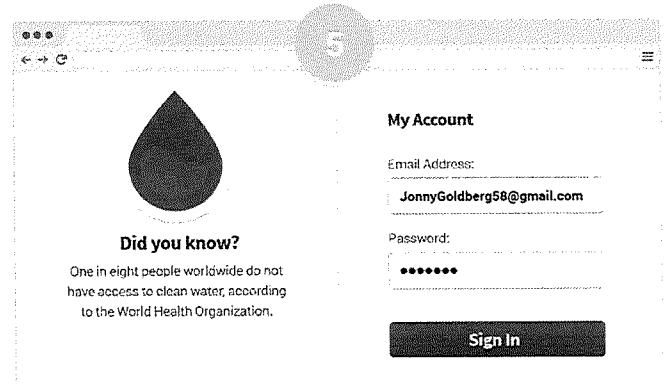 5
Did you know?
One in eight people worldwide do not
have access to clean water, according
to the World Health Organization.
My Account
Email Address:
JonnyGoldberg58@gmail.com
Password:
●●●●●●●
Sign In